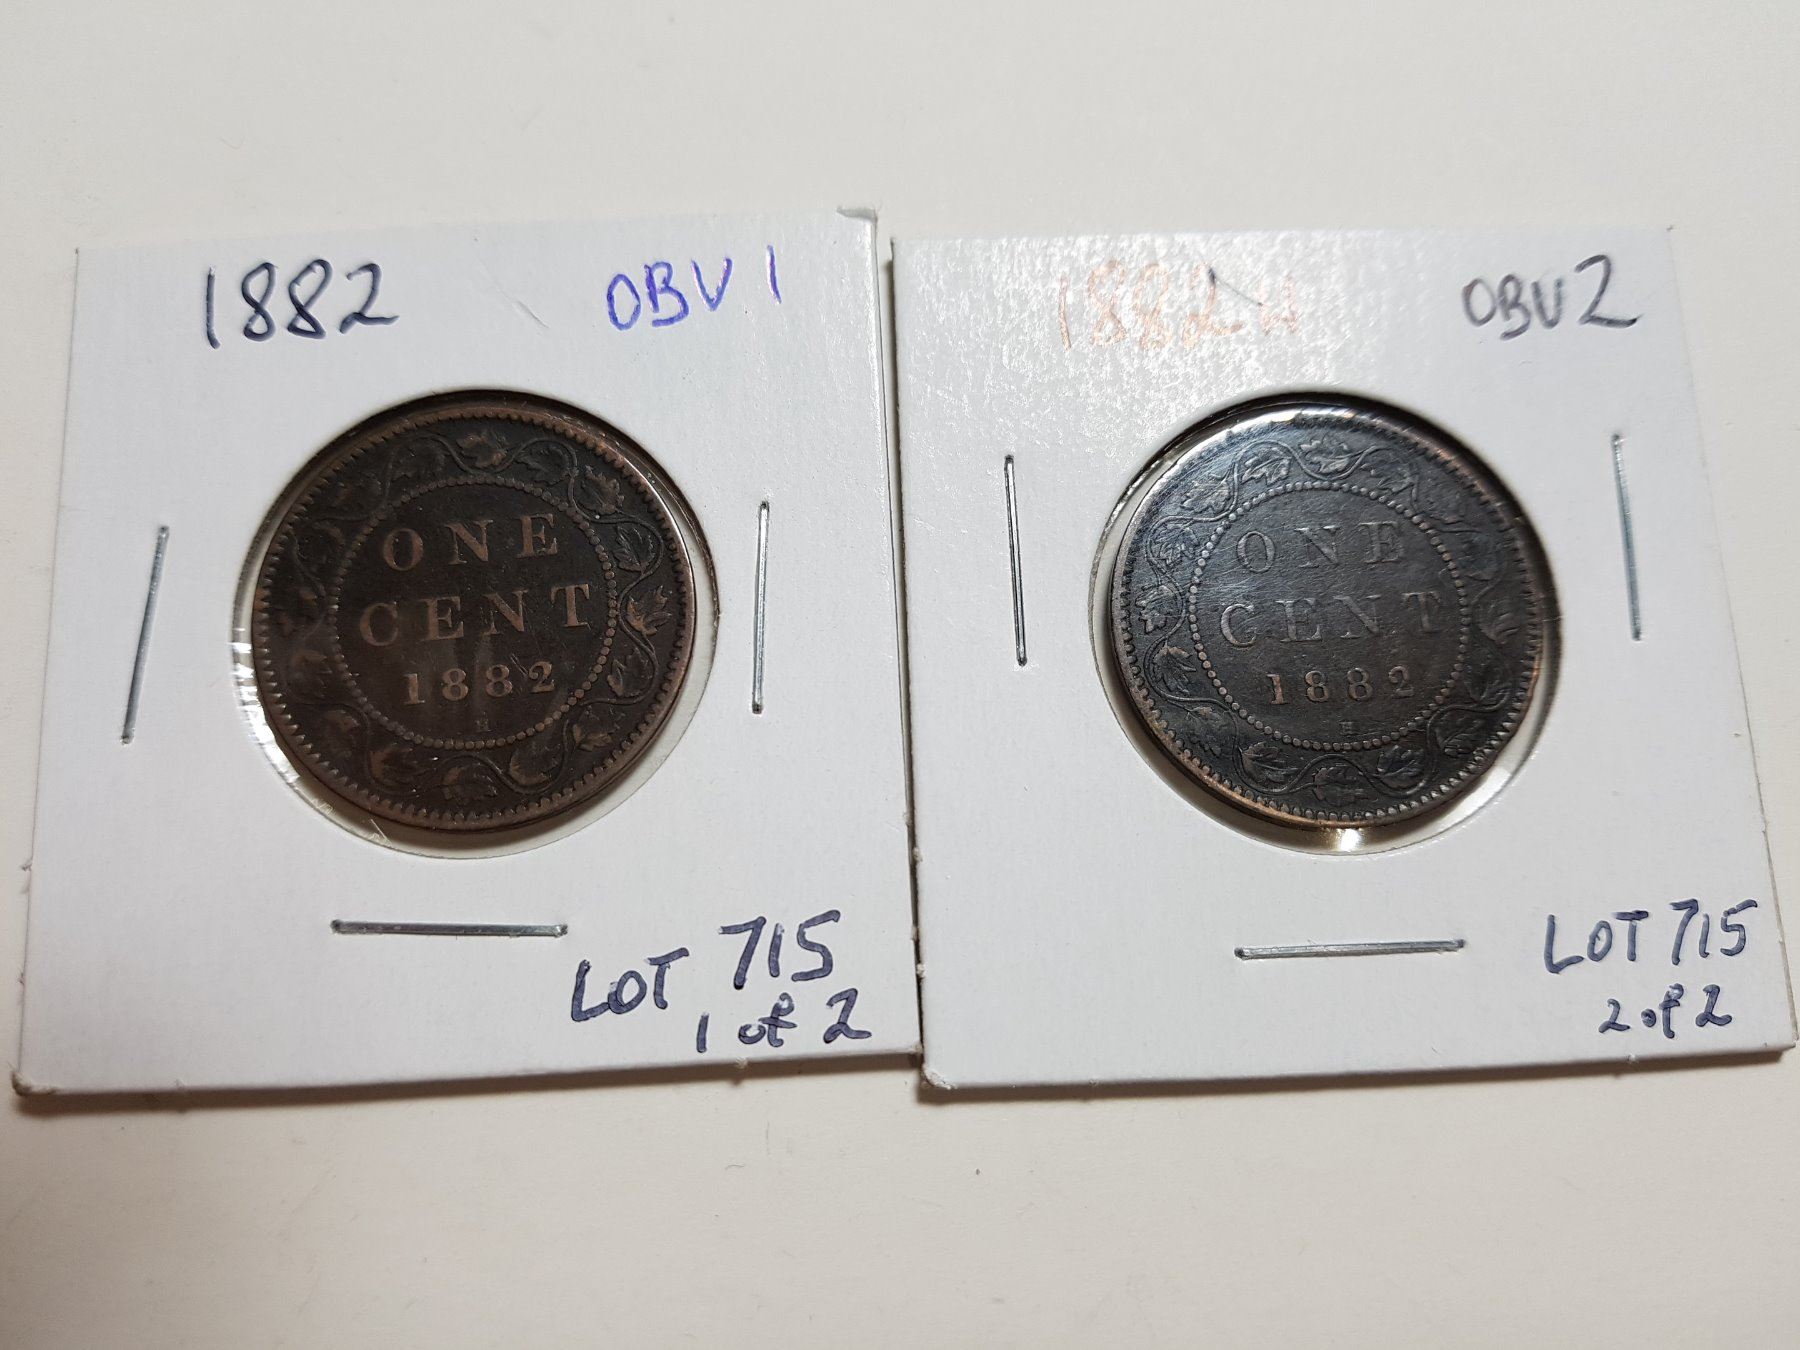 1882 OBV 1
ONE
CENT
1882
H
LOT 715
1 of 2
1882H OBV 2
ONE
CENT
1882
H
LOT 715
2 of 2